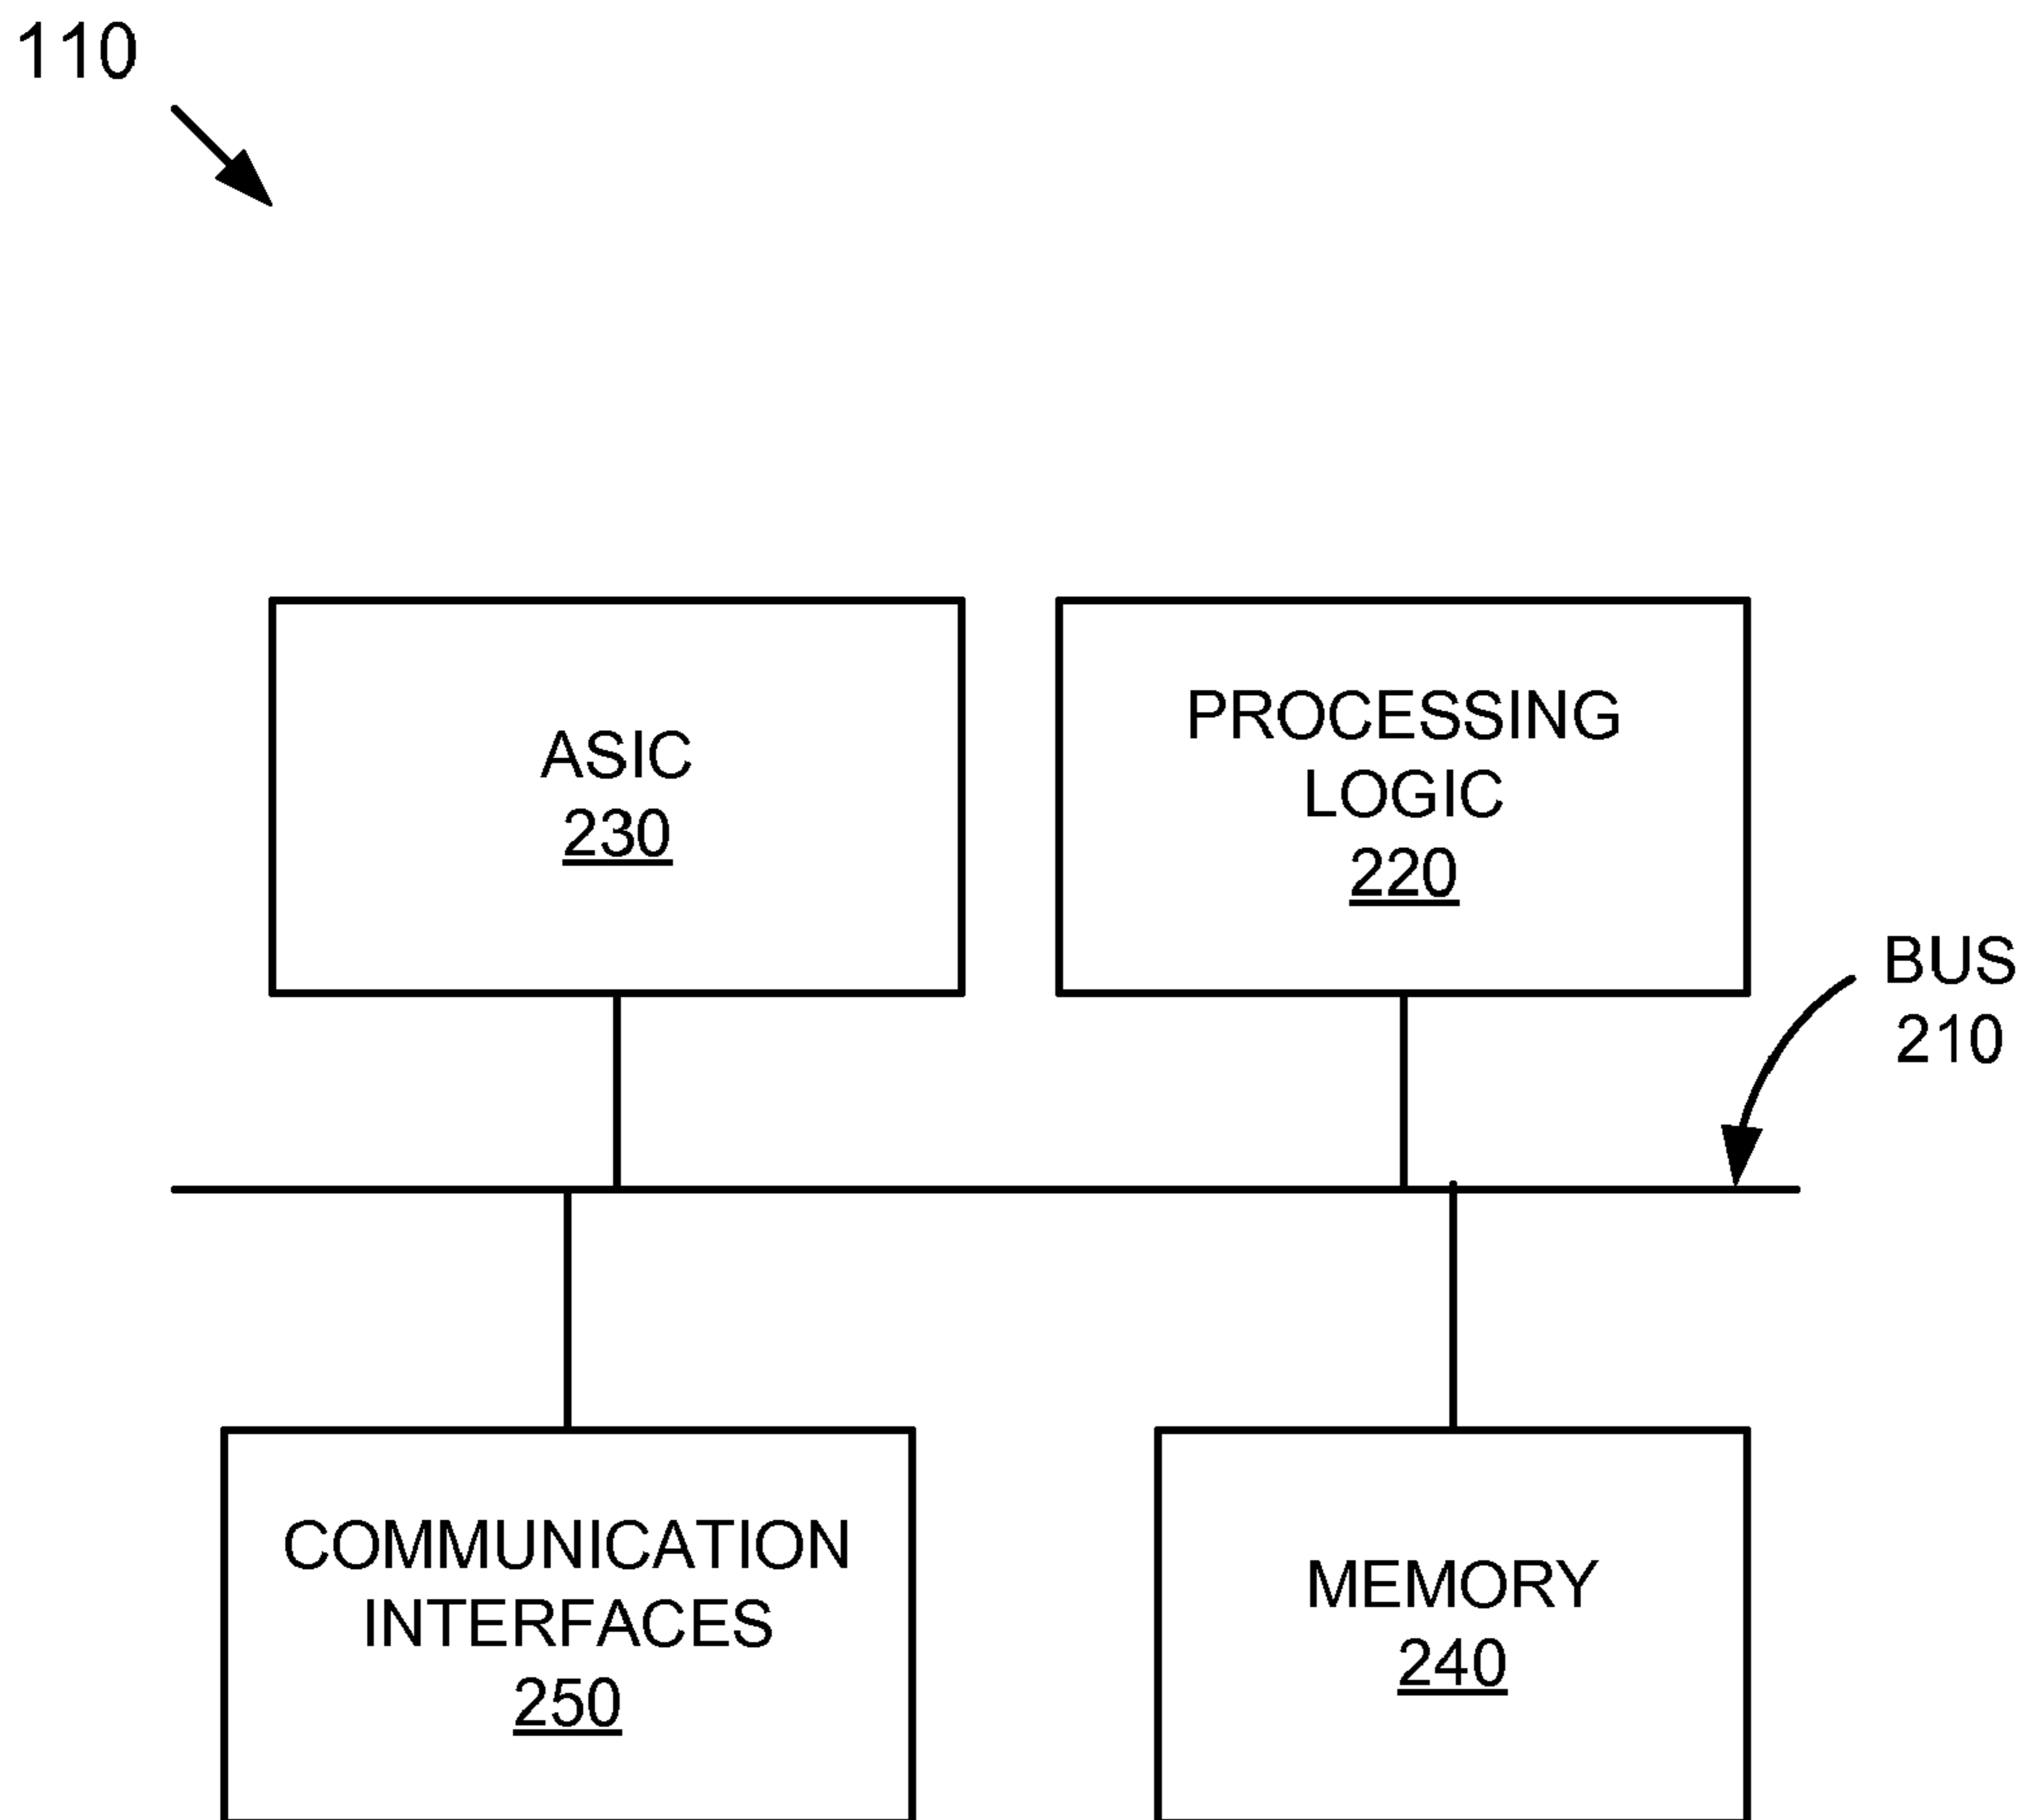 110
ASIC
230
PROCESSING
LOGIC
220
BUS
210
COMMUNICATION
INTERFACES
250
MEMORY
240